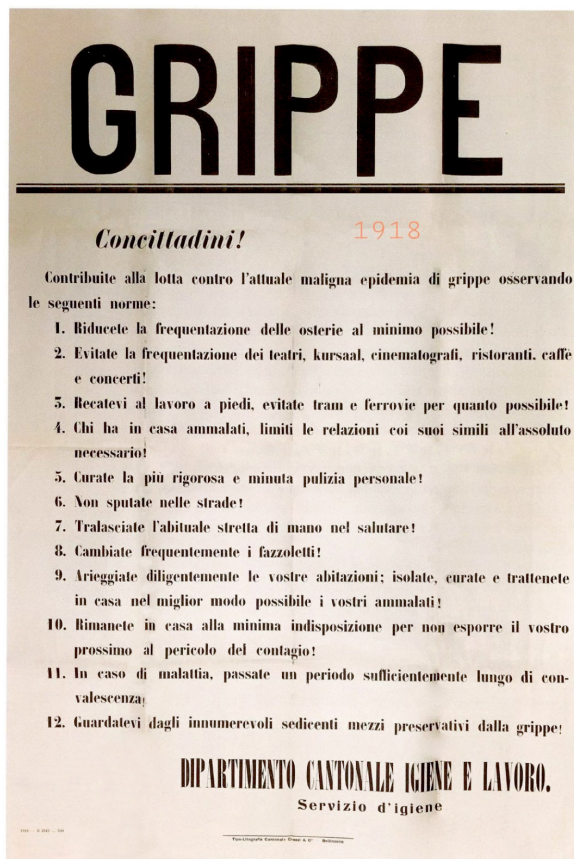 GRIPPE
Concittadini!
1918
Contribuite alla lotta contro l'attuale maligna epidemia di grippe osservando
le seguenti norme:
1. Riducete la frequentazione delle osterie al minimo possibile!
2. Evitate la frequentazione dei teatri, kursaal, cinematografi, ristoranti, caffè
e concerti!
3. Recatevi al lavoro a piedi, evitate tram e ferrovie per quanto possibile!
4. Chi ha in casa ammalati, limiti le relazioni coi suoi simili all'assoluto
necessario!
5. Curate la più rigorosa e minuta pulizia personale!
6. Non sputate nelle strade!
7. Tralasciate l'abituale stretta di mano nel salutare!
8. Cambiate frequentemente i fazzoletti!
9. Arieggiate diligentemente le vostre abitazioni; isolate, curate e trattenete
in casa nel miglior modo possibile i vostri ammalati!
10. Rimanete in casa alla minima indisposizione per non esporre il vostro
prossimo al pericolo del contagio!
11. In caso di malattia, passate un periodo sufficientemente lungo di con-
valescenza!
12. Guardatevi dagli innumerevoli sedicenti mezzi preservativi dalla grippe!
DIPARTIMENTO CANTONALE IGIENE E LAVORO.
Servizio d'igiene
Tipo-Litografia Cantonale Grassi & Cº Bellinzona